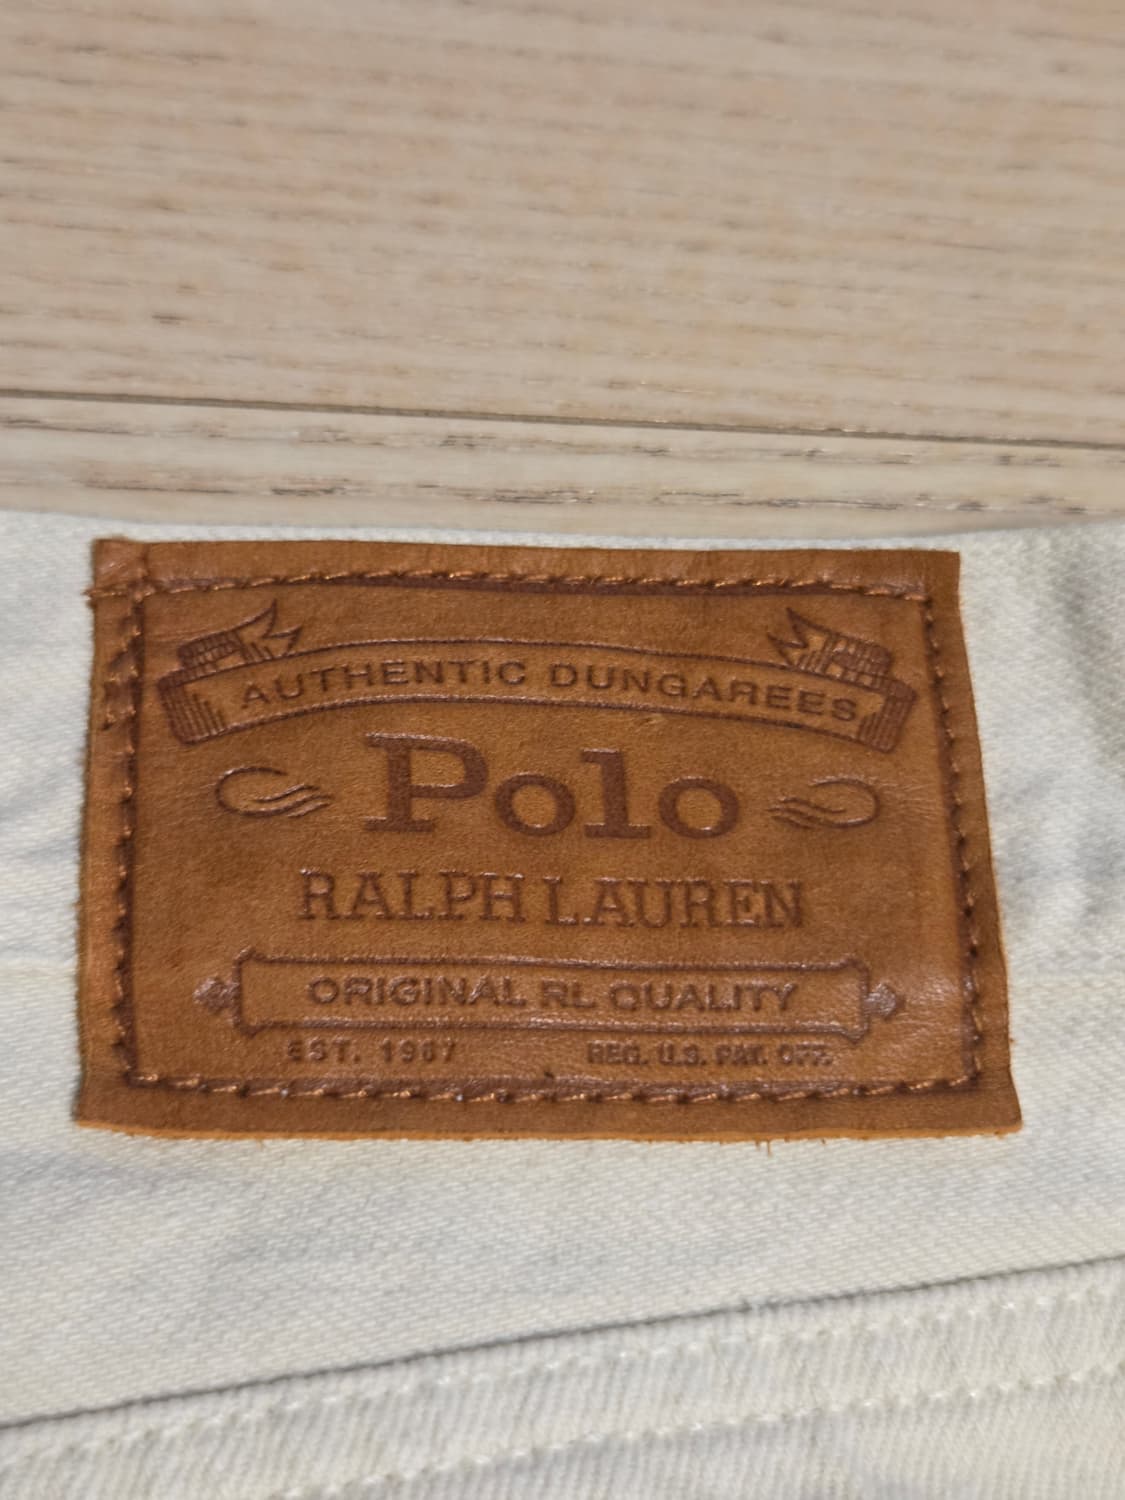 AUTHENTIC DUNGAREES
Polo
RALPH LAUREN
ORIGINAL RL QUALITY
EST. 1967 REG. U.S. PAT. OFF.